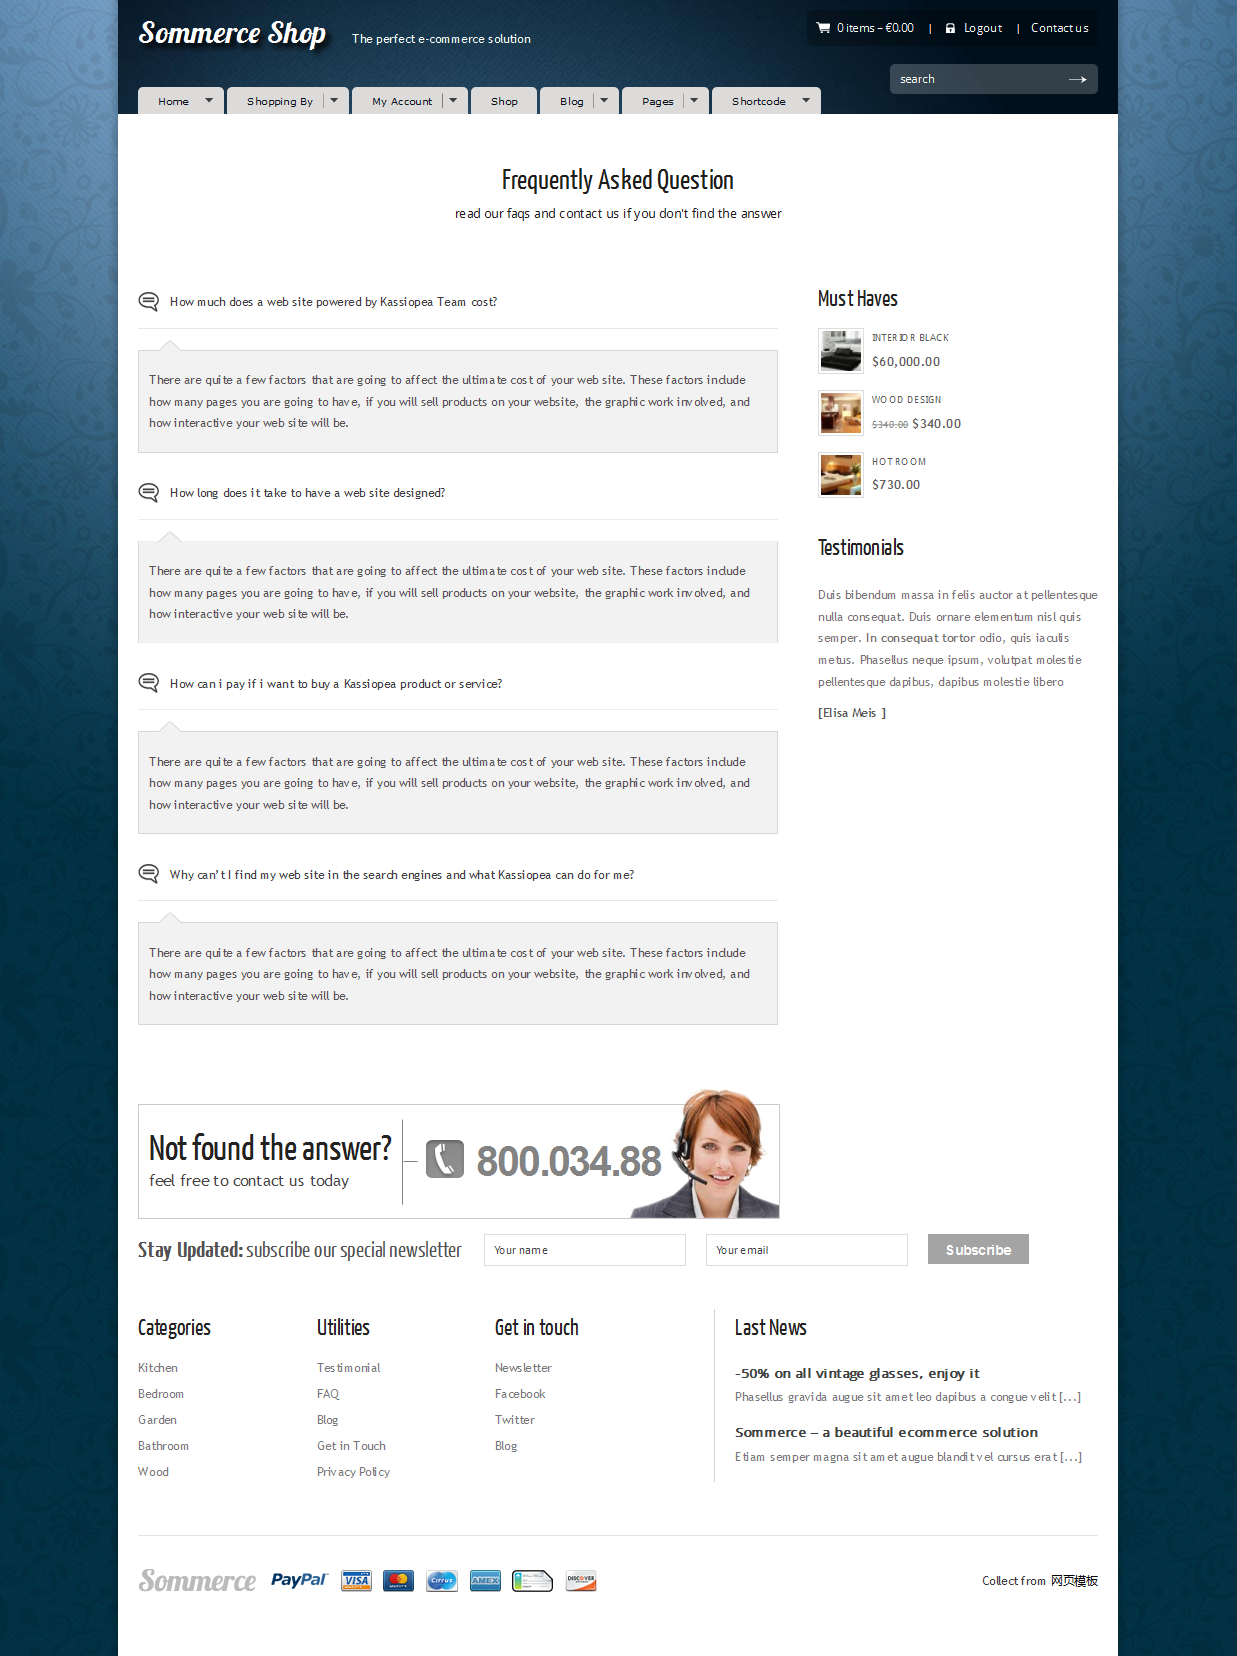 Sommerce Shop
The perfect e-commerce solution
0 items – €0.00 | Logout | Contact us
search
Home
Shopping By
My Account
Shop
Blog
Pages
Shortcode
Frequently Asked Question
read our faqs and contact us if you don't find the answer
How much does a web site powered by Kassiopea Team cost?
There are quite a few factors that are going to affect the ultimate cost of your web site. These factors include
how many pages you are going to have, if you will sell products on your website, the graphic work involved, and
how interactive your web site will be.
How long does it take to have a web site designed?
There are quite a few factors that are going to affect the ultimate cost of your web site. These factors include
how many pages you are going to have, if you will sell products on your website, the graphic work involved, and
how interactive your web site will be.
How can i pay if i want to buy a Kassiopea product or service?
There are quite a few factors that are going to affect the ultimate cost of your web site. These factors include
how many pages you are going to have, if you will sell products on your website, the graphic work involved, and
how interactive your web site will be.
Why can't I find my web site in the search engines and what Kassiopea can do for me?
There are quite a few factors that are going to affect the ultimate cost of your web site. These factors include
how many pages you are going to have, if you will sell products on your website, the graphic work involved, and
how interactive your web site will be.
Must Haves
INTERIOR BLACK
$60,000.00
WOOD DESIGN
$340.00 $340.00
HOT ROOM
$730.00
Testimonials
Duis bibendum massa in felis auctor at pellentesque
nulla consequat. Duis ornare elementum nisl quis
semper. In consequat tortor odio, quis iaculis
metus. Phasellus neque ipsum, volutpat molestie
pellentesque dapibus, dapibus molestie libero
[Elisa Meis ]
Not found the answer?
feel free to contact us today
800.034.88
Stay Updated: subscribe our special newsletter
Your name
Your email
Subscribe
Categories
Kitchen
Bedroom
Garden
Bathroom
Wood
Utilities
Testimonial
FAQ
Blog
Get in Touch
Privacy Policy
Get in touch
Newsletter
Facebook
Twitter
Blog
Last News
-50% on all vintage glasses, enjoy it
Phasellus gravida augue sit amet leo dapibus a congue velit [...]
Sommerce – a beautiful ecommerce solution
Etiam semper magna sit amet augue blandit vel cursus erat [...]
Sommerce
PayPal
VISA
MasterCard
Cirrus
AMEX
DISCOVER
Collect from 网页模板